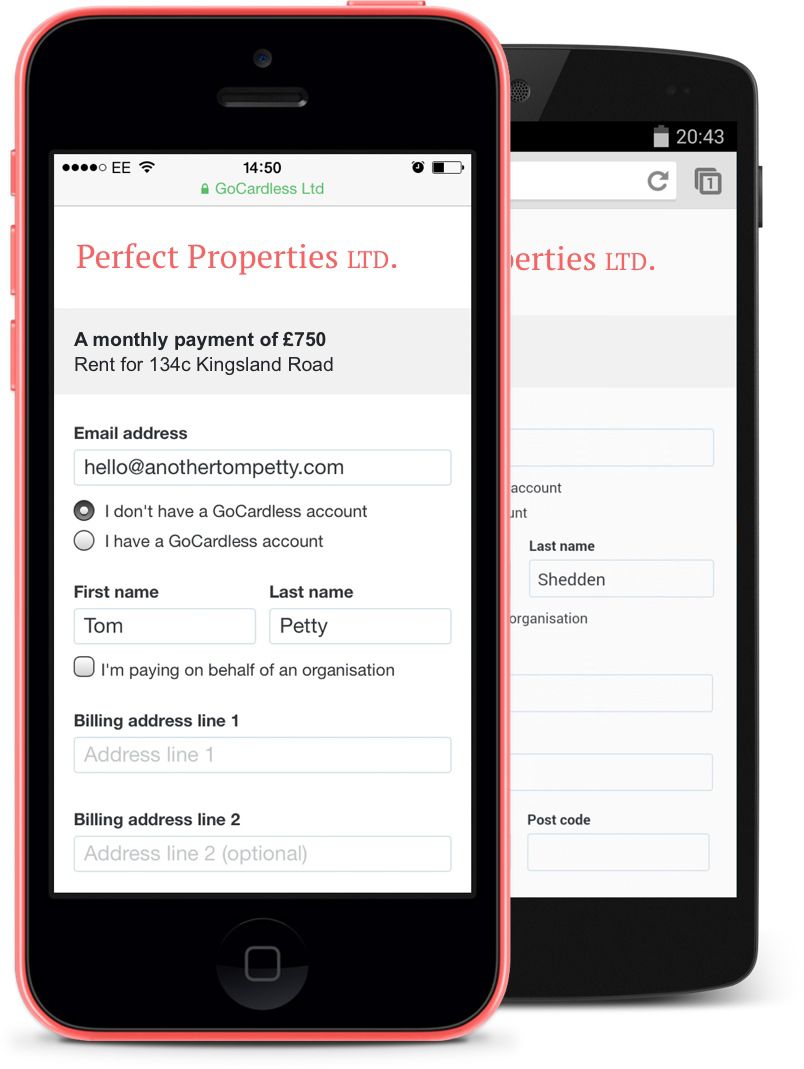 EE 14:50
GoCardless Ltd
Perfect Properties LTD.
A monthly payment of £750
Rent for 134c Kingsland Road
Email address
hello@anothertompetty.com
I don't have a GoCardless account
I have a GoCardless account
First name Last name
Tom Petty
I'm paying on behalf of an organisation
Billing address line 1
Address line 1
Billing address line 2
Address line 2 (optional)
20:43
1
perties LTD.
account
unt
Last name
Shedden
organisation
Post code